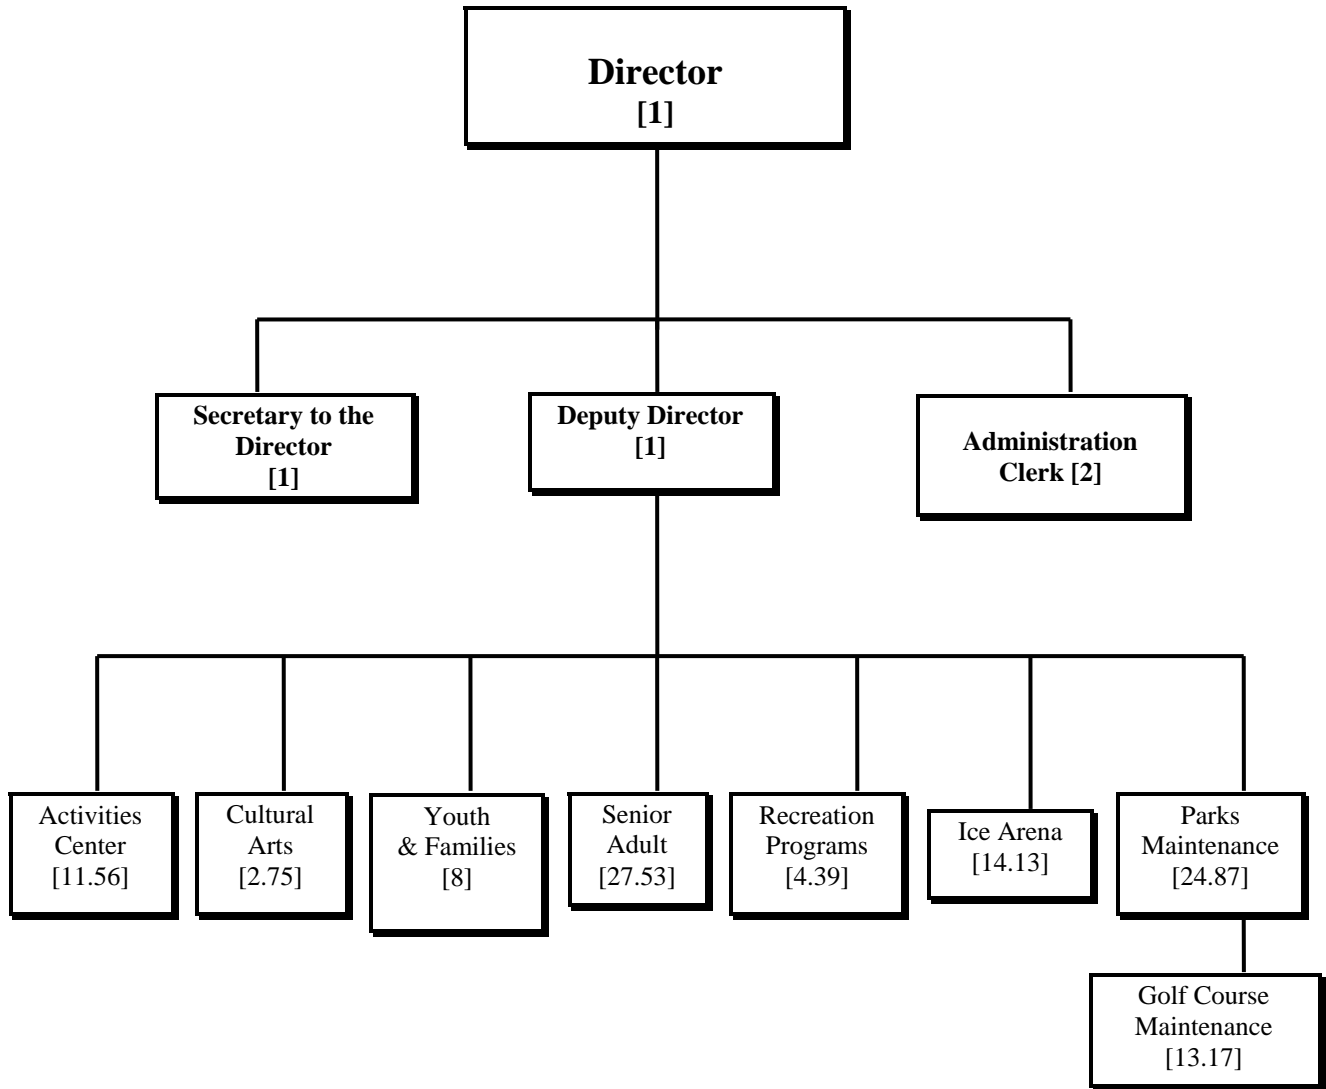 Director
[1]
Secretary to the
Director
[1]
Deputy Director
[1]
Administration
Clerk [2]
Activities
Center
[11.56]
Cultural
Arts
[2.75]
Youth
& Families
[8]
Senior
Adult
[27.53]
Recreation
Programs
[4.39]
Ice Arena
[14.13]
Parks
Maintenance
[24.87]
Golf Course
Maintenance
[13.17]